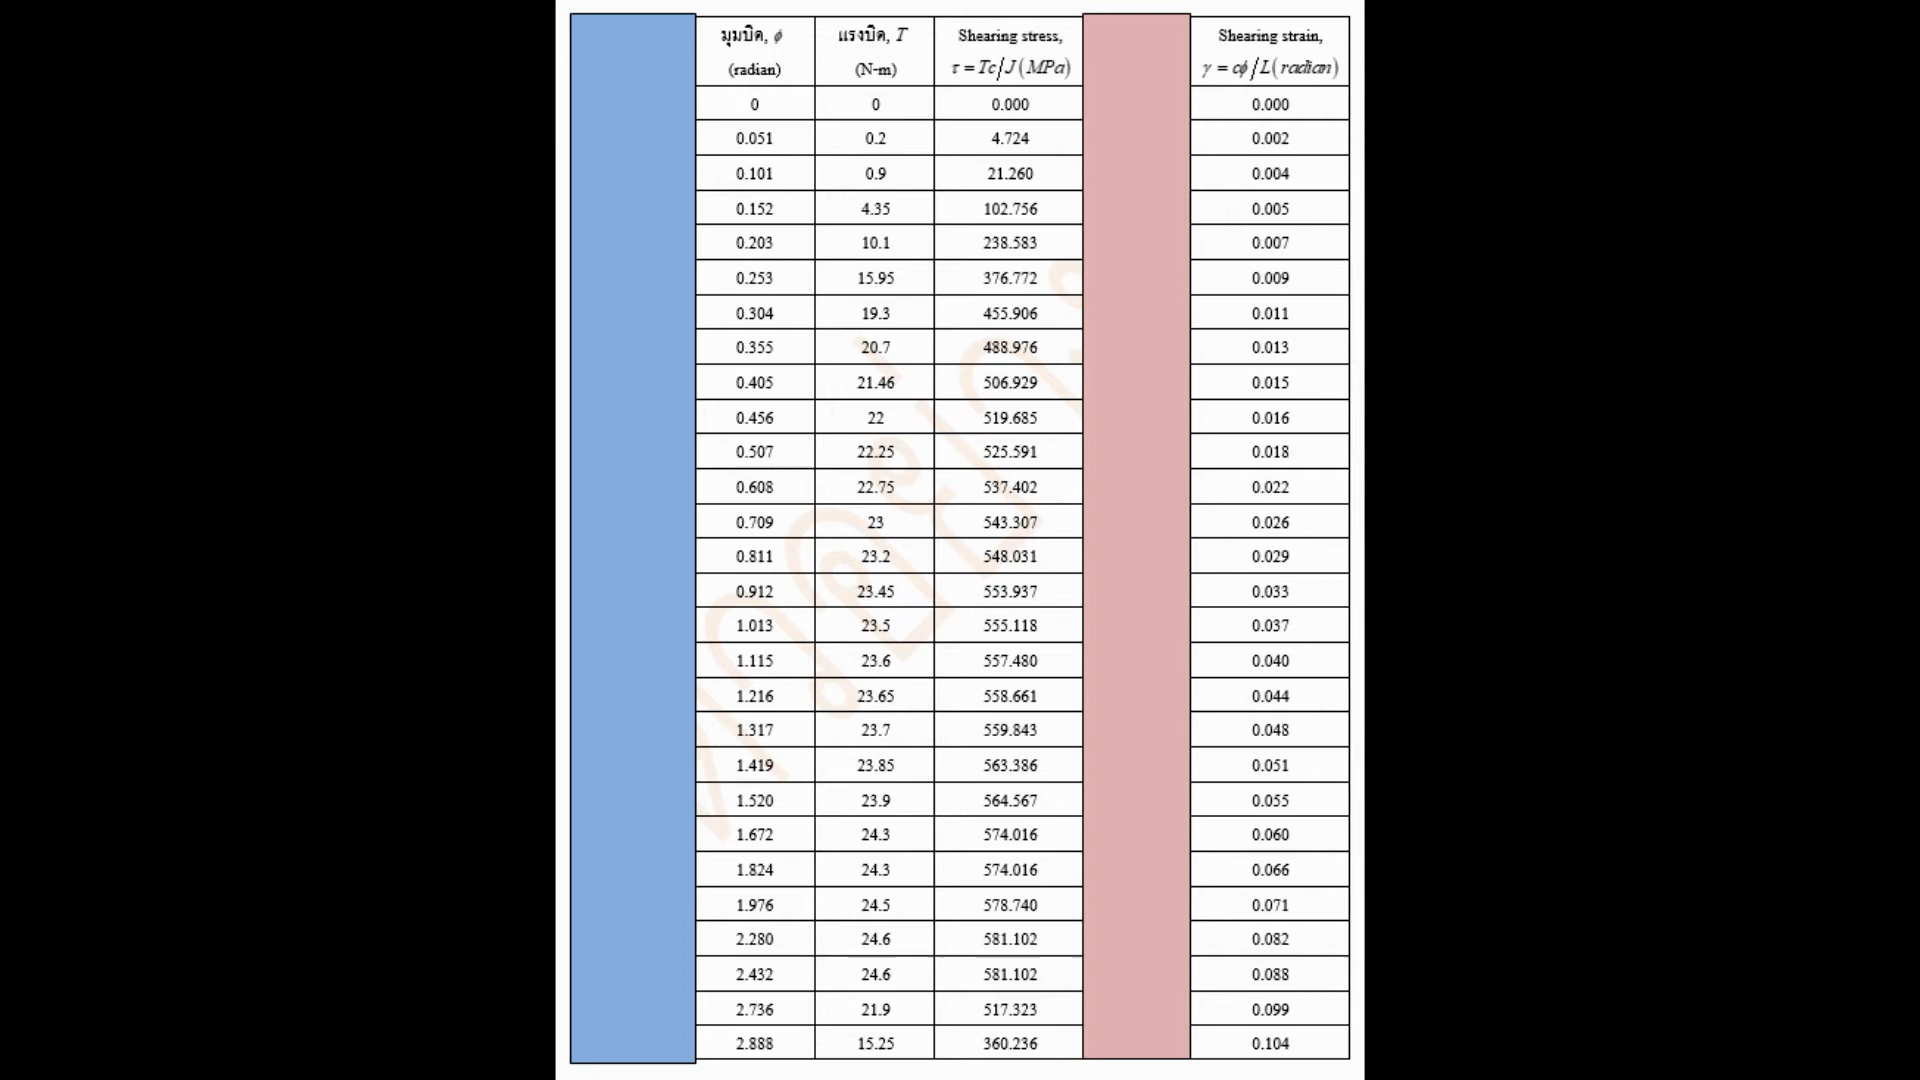 มุมบิด, ϕ แรงบิด, T Shearing stress, Shearing strain,
(radian) (N-m) τ = Tc/J (MPa) γ = cϕ/L (radian)
0 0 0.000 0.000
0.051 0.2 4.724 0.002
0.101 0.9 21.260 0.004
0.152 4.35 102.756 0.005
0.203 10.1 238.583 0.007
0.253 15.95 376.772 0.009
0.304 19.3 455.906 0.011
0.355 20.7 488.976 0.013
0.405 21.46 506.929 0.015
0.456 22 519.685 0.016
0.507 22.25 525.591 0.018
0.608 22.75 537.402 0.022
0.709 23 543.307 0.026
0.811 23.2 548.031 0.029
0.912 23.45 553.937 0.033
1.013 23.5 555.118 0.037
1.115 23.6 557.480 0.040
1.216 23.65 558.661 0.044
1.317 23.7 559.843 0.048
1.419 23.85 563.386 0.051
1.520 23.9 564.567 0.055
1.672 24.3 574.016 0.060
1.824 24.3 574.016 0.066
1.976 24.5 578.740 0.071
2.280 24.6 581.102 0.082
2.432 24.6 581.102 0.088
2.736 21.9 517.323 0.099
2.888 15.25 360.236 0.104